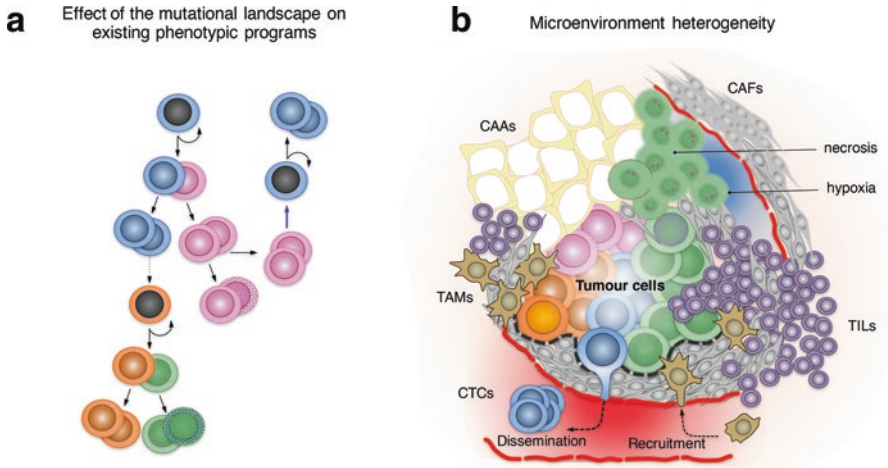 a
Effect of the mutational landscape on
existing phenotypic programs
b
Microenvironment heterogeneity
CAFs
CAAs
necrosis
hypoxia
TAMs
Tumour cells
TILs
CTCs
Dissemination
Recruitment